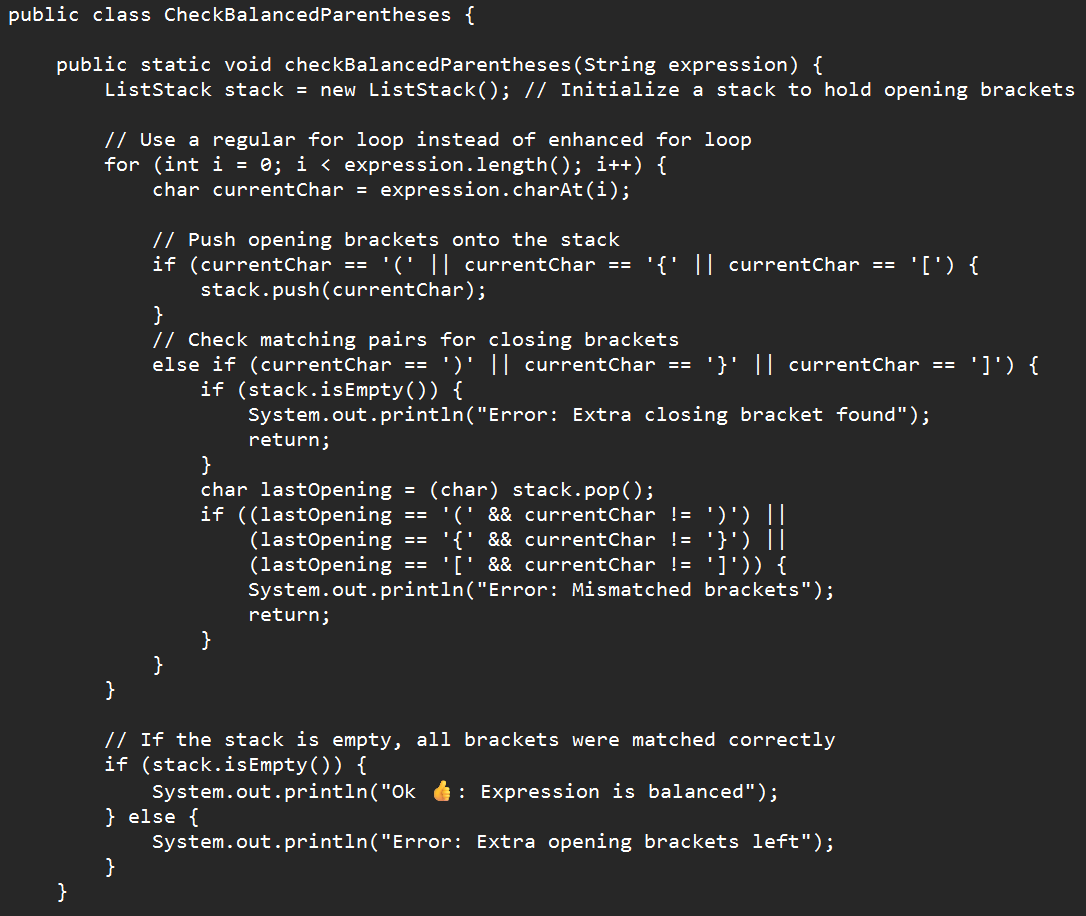 public class CheckBalancedParentheses {
    public static void checkBalancedParentheses(String expression) {
        ListStack stack = new ListStack(); // Initialize a stack to hold opening brackets
        // Use a regular for loop instead of enhanced for loop
        for (int i = 0; i < expression.length(); i++) {
            char currentChar = expression.charAt(i);
            // Push opening brackets onto the stack
            if (currentChar == '(' || currentChar == '{' || currentChar == '[') {
                stack.push(currentChar);
            }
            // Check matching pairs for closing brackets
            else if (currentChar == ')' || currentChar == '}' || currentChar == ']') {
                if (stack.isEmpty()) {
                    System.out.println("Error: Extra closing bracket found");
                    return;
                }
                char lastOpening = (char) stack.pop();
                if ((lastOpening == '(' && currentChar != ')') ||
                    (lastOpening == '{' && currentChar != '}') ||
                    (lastOpening == '[' && currentChar != ']')) {
                    System.out.println("Error: Mismatched brackets");
                    return;
                }
            }
        }
        // If the stack is empty, all brackets were matched correctly
        if (stack.isEmpty()) {
            System.out.println("Ok 👍: Expression is balanced");
        } else {
            System.out.println("Error: Extra opening brackets left");
        }
    }